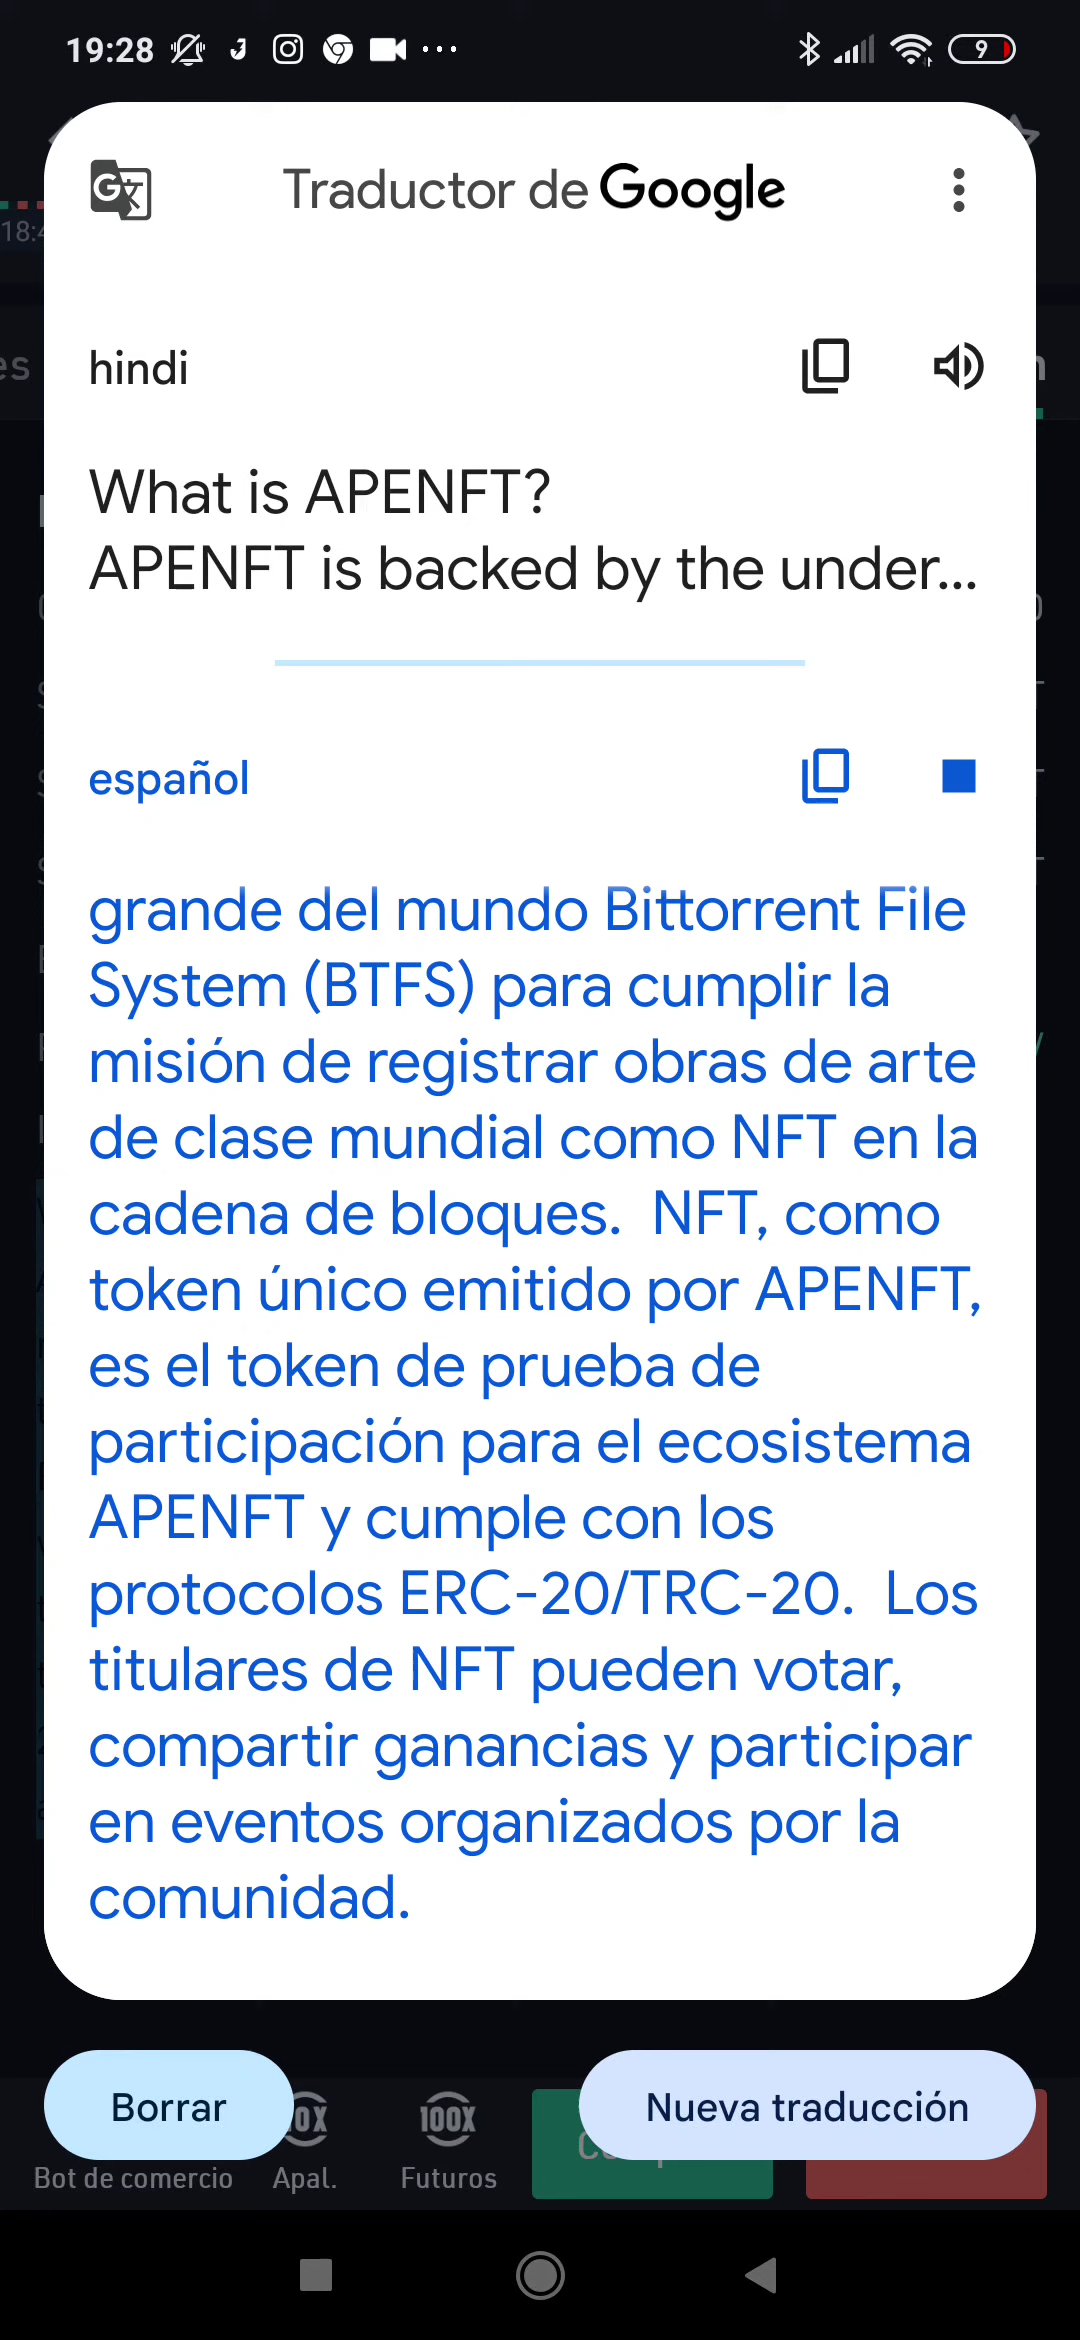 19:28
9
18:4
Traductor de Google
es
hindi
What is APENFT?
APENFT is backed by the under...
español
grande del mundo Bittorrent File
System (BTFS) para cumplir la
misión de registrar obras de arte
de clase mundial como NFT en la
cadena de bloques.  NFT, como
token único emitido por APENFT,
es el token de prueba de
participación para el ecosistema
APENFT y cumple con los
protocolos ERC-20/TRC-20.  Los
titulares de NFT pueden votar,
compartir ganancias y participar
en eventos organizados por la
comunidad.
Borrar
Nueva traducción
100X
Bot de comercio
Apal.
Futuros